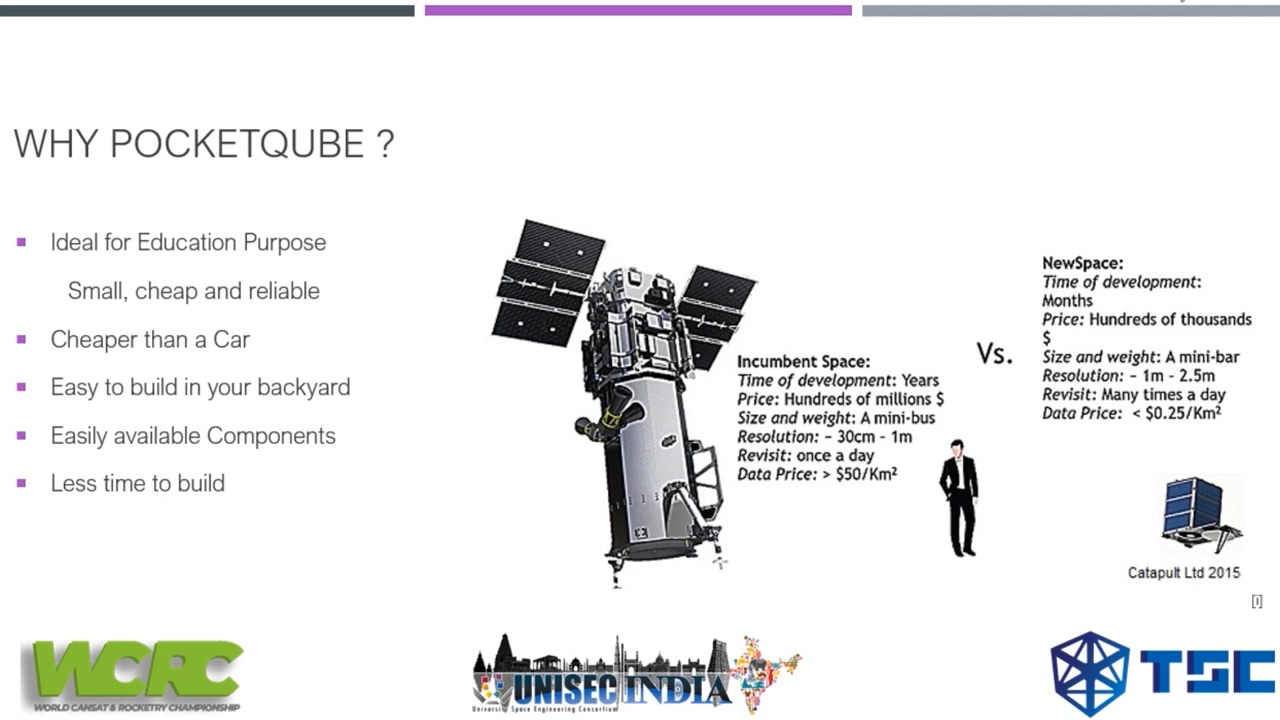 WHY POCKETQUBE ?
Ideal for Education Purpose
Small, cheap and reliable
Cheaper than a Car
Easy to build in your backyard
Easily available Components
Less time to build
Incumbent Space:
Time of development: Years
Price: Hundreds of millions $
Size and weight: A mini-bus
Resolution: ~ 30cm - 1m
Revisit: once a day
Data Price: > $50/Km²
Vs.
NewSpace:
Time of development:
Months
Price: Hundreds of thousands
$
Size and weight: A mini-bar
Resolution: ~ 1m - 2.5m
Revisit: Many times a day
Data Price: < $0.25/Km²
Catapult Ltd 2015
[I]
WCRC
WORLD CANSAT & ROCKETRY CHAMPIONSHIP
UNISEC INDIA
University Space Engineering Consortium
TSC